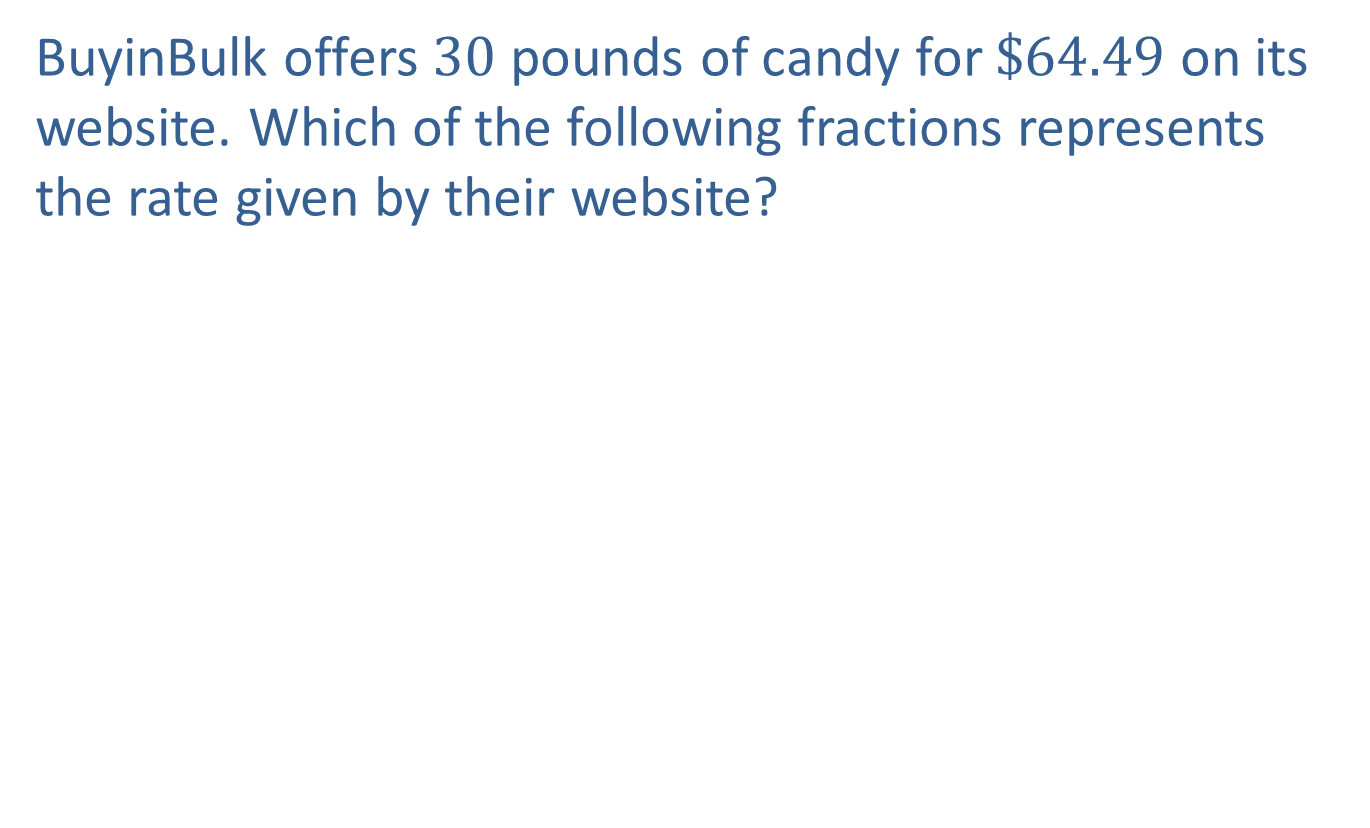 BuyinBulk offers 30 pounds of candy for $64.49 on its
website. Which of the following fractions represents
the rate given by their website?